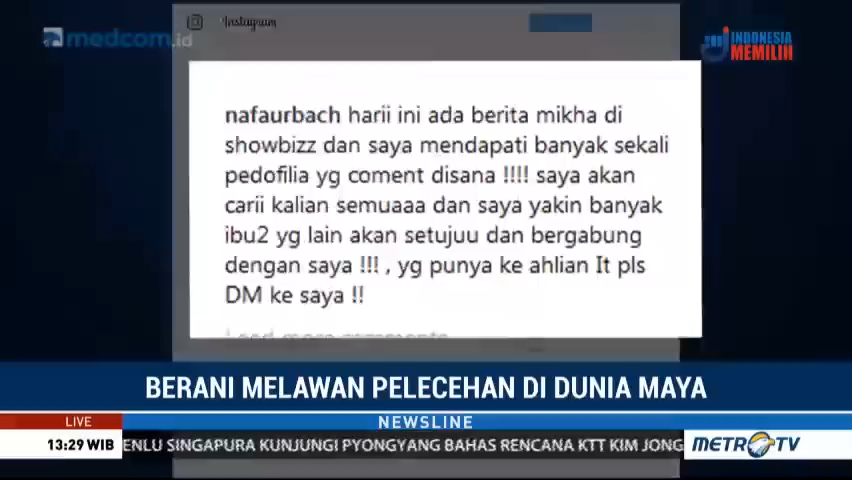 Instagram
medcom.id
INDONESIA
MEMILIH
nafaurbach harii ini ada berita mikha di
showbizz dan saya mendapati banyak sekali
pedofilia yg coment disana !!!! saya akan
carii kalian semuaaa dan saya yakin banyak
ibu2 yg lain akan setujuu dan bergabung
dengan saya !!! , yg punya ke ahlian It pls
DM ke saya !!
Load more comments
BERANI MELAWAN PELECEHAN DI DUNIA MAYA
LIVE
NEWSLINE
13:29 WIB
ENLU SINGAPURA KUNJUNGI PYONGYANG BAHAS RENCANA KTT KIM JONG
METRO TV